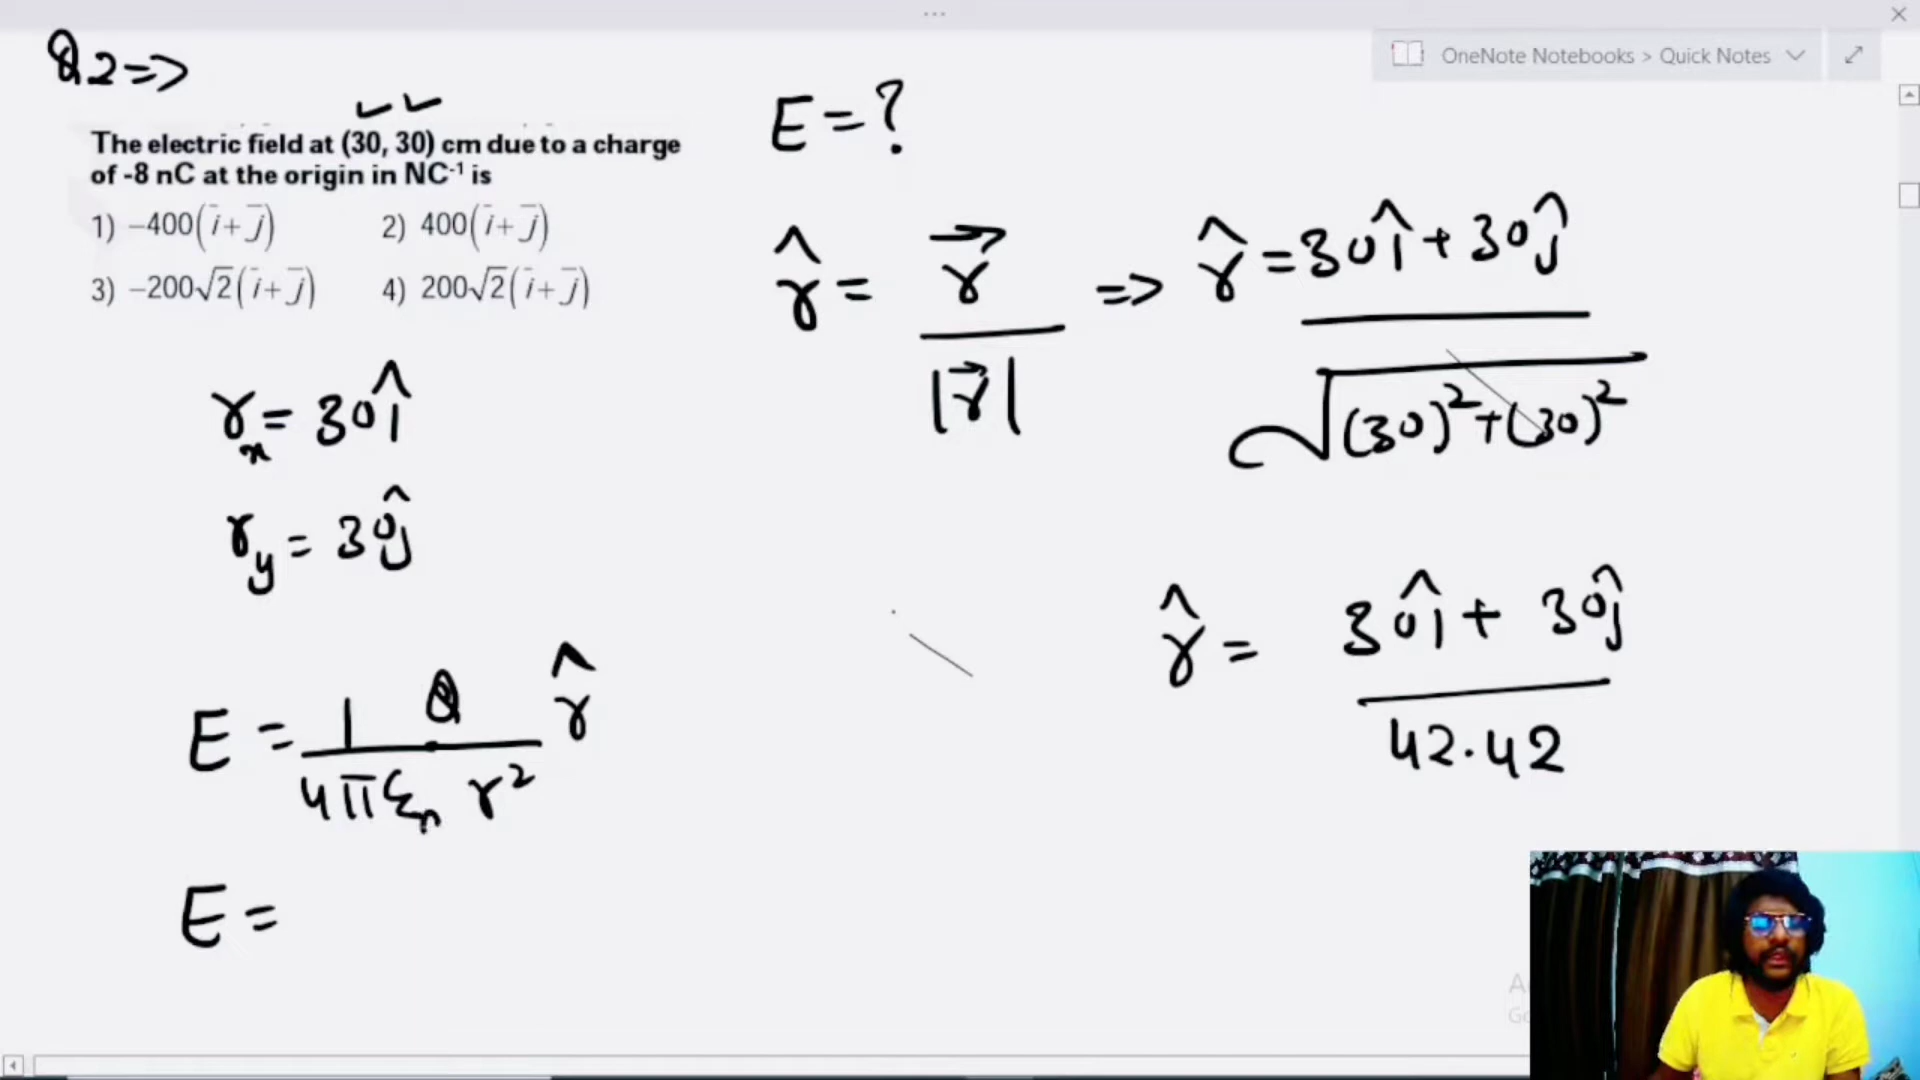 OneNote Notebooks > Quick Notes
Q2 =>
The electric field at (30, 30) cm due to a charge
of -8 nC at the origin in NC⁻¹ is
1) −400(i̅+j̅) 2) 400(i̅+j̅)
3) −200√2(i̅+j̅) 4) 200√2(i̅+j̅)
E = ?
r̂ = r⃗ / |r⃗| => r̂ = 30î + 30ĵ / √(30)² + (30)²
rₓ = 30î
r_y = 30ĵ
r̂ = 30î + 30ĵ / 42.42
E = 1 Q / 4πε₀ r² r̂
E =